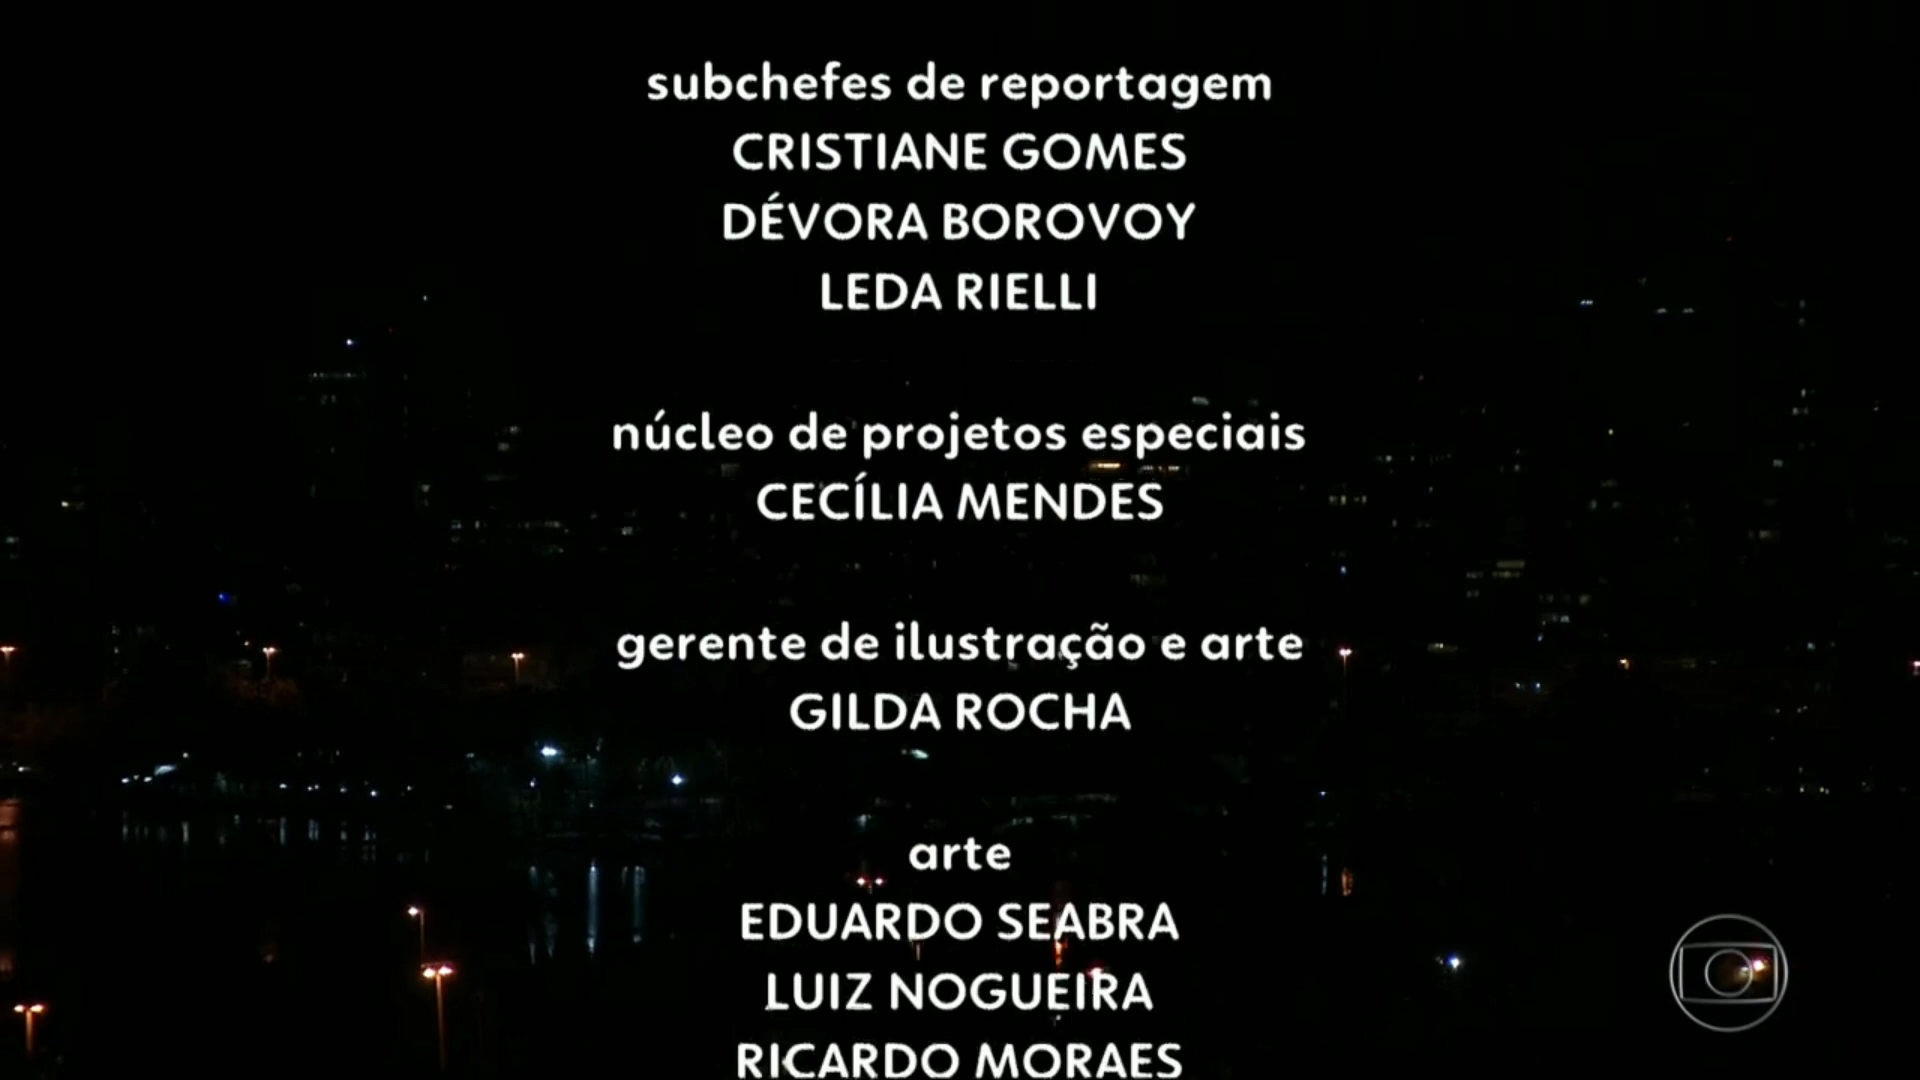 subchefes de reportagem
CRISTIANE GOMES
DÉVORA BOROVOY
LEDA RIELLI
núcleo de projetos especiais
CECÍLIA MENDES
gerente de ilustração e arte
GILDA ROCHA
arte
EDUARDO SEABRA
LUIZ NOGUEIRA
RICARDO MORAES